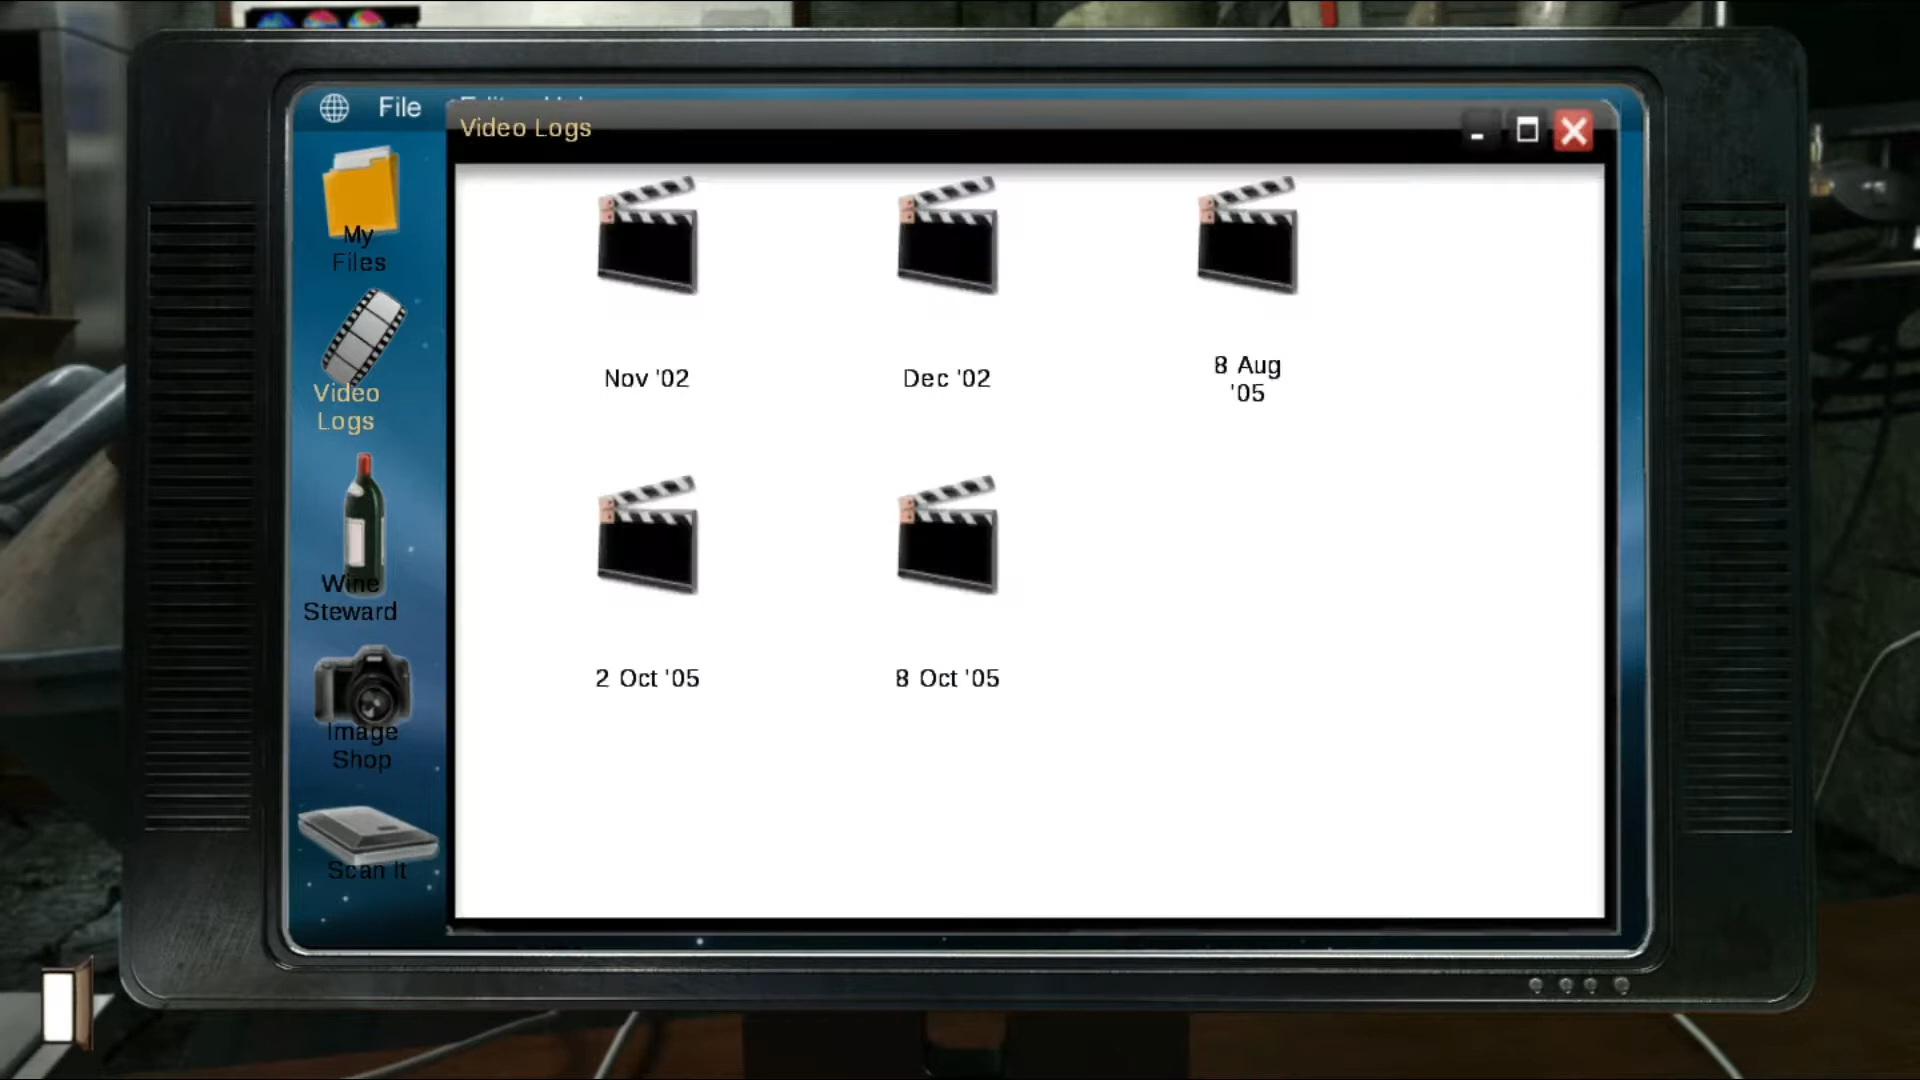 File
Video Logs
My
Files
Video
Logs
Wine
Steward
Image
Shop
Scan It
Nov '02
Dec '02
8 Aug
'05
2 Oct '05
8 Oct '05